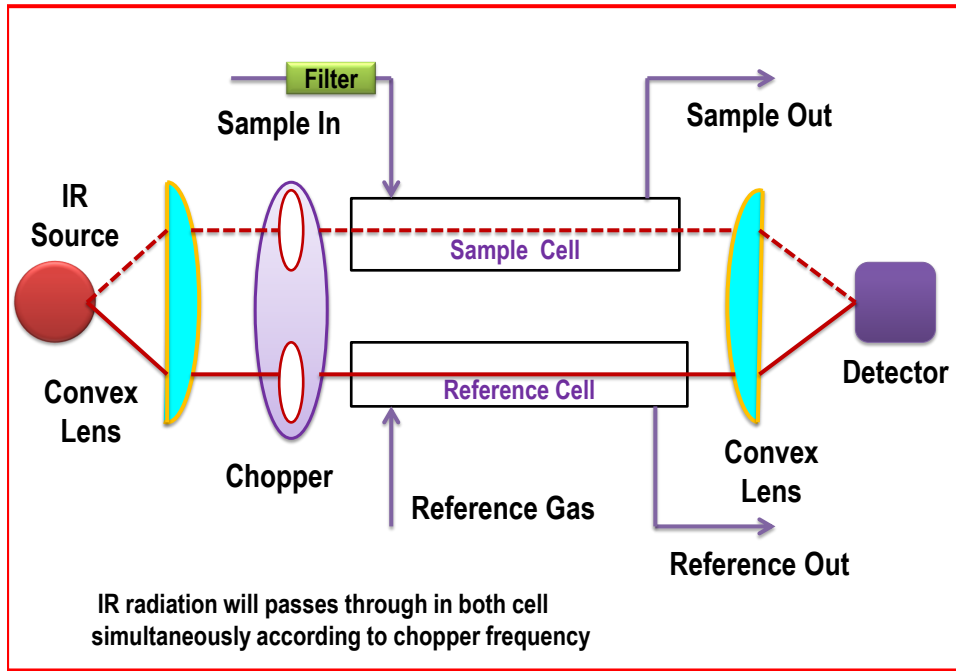 Filter
Sample In
Sample Out
IR
Source
Sample Cell
Reference Cell
Detector
Convex
Lens
Chopper
Convex
Lens
Reference Gas
Reference Out
IR radiation will passes through in both cell
simultaneously according to chopper frequency